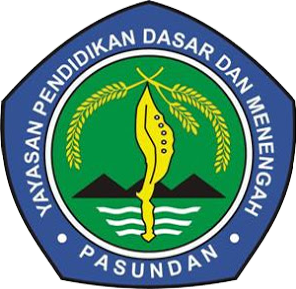 YAYASAN PENDIDIKAN DASAR DAN MENENGAH
• PASUNDAN •